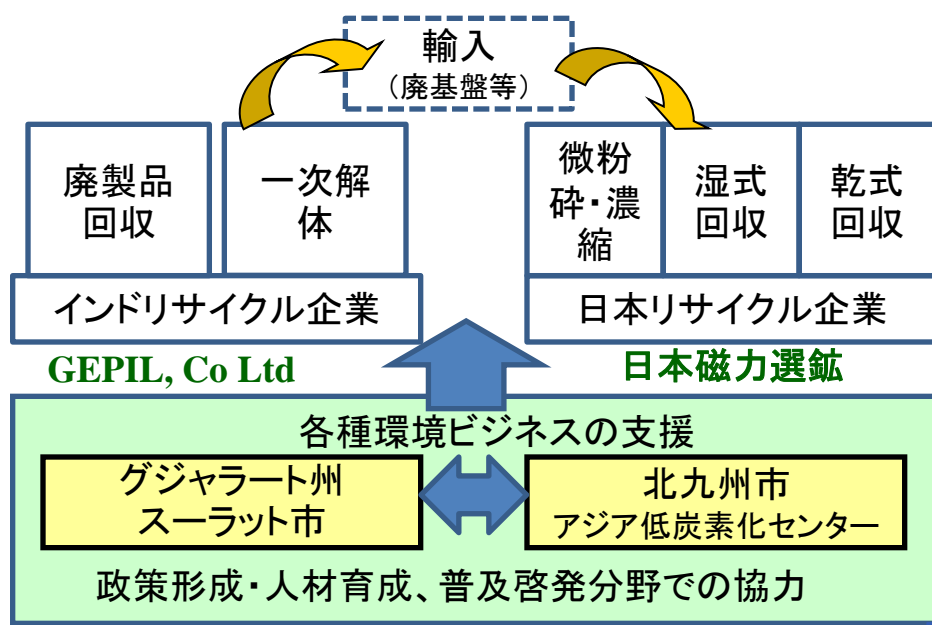 輸入
（廃基盤等）
廃製品
回収
一次解
体
微粉
砕・濃
縮
湿式
回収
乾式
回収
インドリサイクル企業
日本リサイクル企業
GEPIL, Co Ltd
日本磁力選鉱
各種環境ビジネスの支援
グジャラート州
スーラット市
北九州市
アジア低炭素化センター
政策形成・人材育成、普及啓発分野での協力